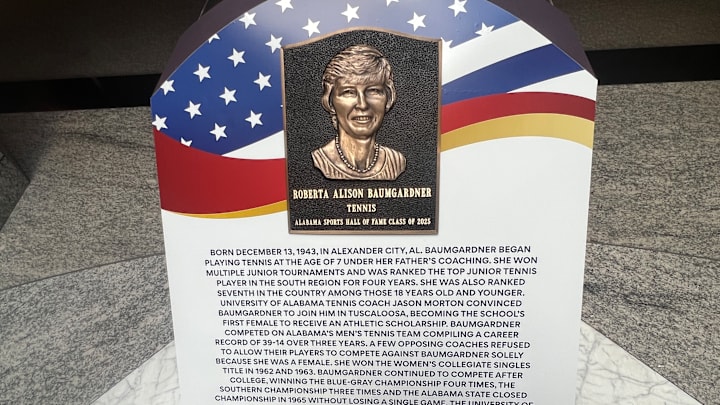 ROBERTA ALISON BAUMGARDNER
TENNIS
ALABAMA SPORTS HALL OF FAME CLASS OF 2025
BORN DECEMBER 13, 1943, IN ALEXANDER CITY, AL, BAUMGARDNER BEGAN
PLAYING TENNIS AT THE AGE OF 7 UNDER HER FATHER'S COACHING. SHE WON
MULTIPLE JUNIOR TOURNAMENTS AND WAS RANKED THE TOP JUNIOR TENNIS
PLAYER IN THE SOUTH REGION FOR FOUR YEARS. SHE WAS ALSO RANKED
SEVENTH IN THE COUNTRY AMONG THOSE 18 YEARS OLD AND YOUNGER.
UNIVERSITY OF ALABAMA TENNIS COACH JASON MORTON CONVINCED
BAUMGARDNER TO JOIN HIM IN TUSCALOOSA, BECOMING THE SCHOOL'S
FIRST FEMALE TO RECEIVE AN ATHLETIC SCHOLARSHIP. BAUMGARDNER
COMPETED ON ALABAMA'S MEN'S TENNIS TEAM COMPILING A CAREER
RECORD OF 39-14 OVER THREE YEARS. A FEW OPPOSING COACHES REFUSED
TO ALLOW THEIR PLAYERS TO COMPETE AGAINST BAUMGARDNER SOLELY
BECAUSE SHE WAS A FEMALE. SHE WON THE WOMEN'S COLLEGIATE SINGLES
TITLE IN 1962 AND 1963. BAUMGARDNER CONTINUED TO COMPETE AFTER
COLLEGE, WINNING THE BLUE-GRAY CHAMPIONSHIP FOUR TIMES, THE
SOUTHERN CHAMPIONSHIP THREE TIMES AND THE ALABAMA STATE CLOSED
CHAMPIONSHIP IN 1965 WITHOUT LOSING A SINGLE GAME. THE UNIVERSITY OF